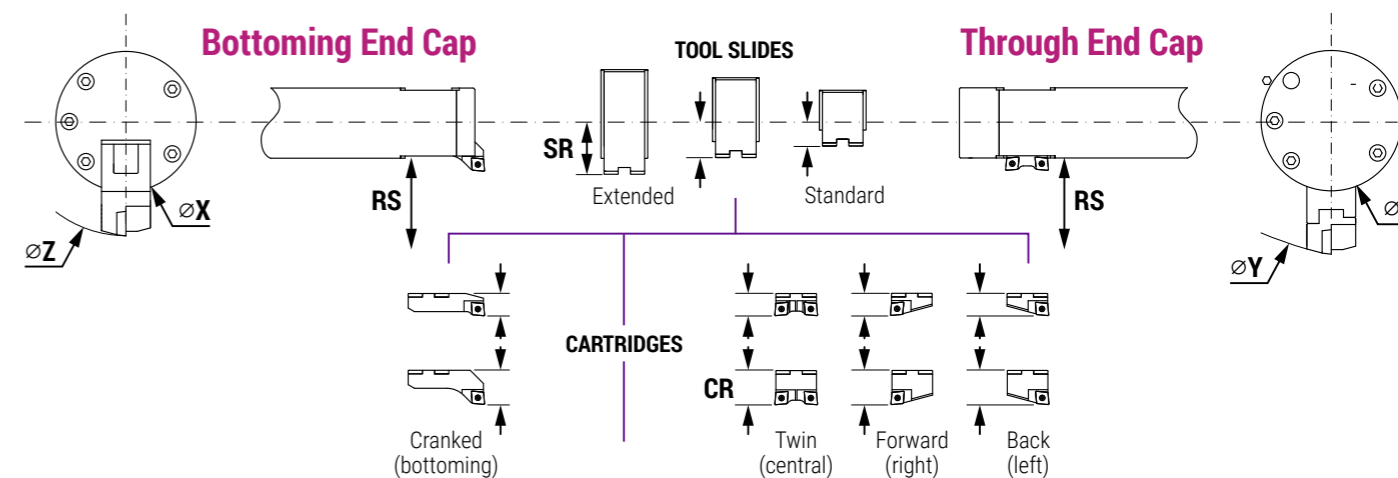 Bottoming End Cap
TOOL SLIDES
Through End Cap
SR
Extended
Standard
RS
RS
⌀X
⌀Z
⌀
⌀Y
CARTRIDGES
CR
Cranked
(bottoming)
Twin
(central)
Forward
(right)
Back
(left)